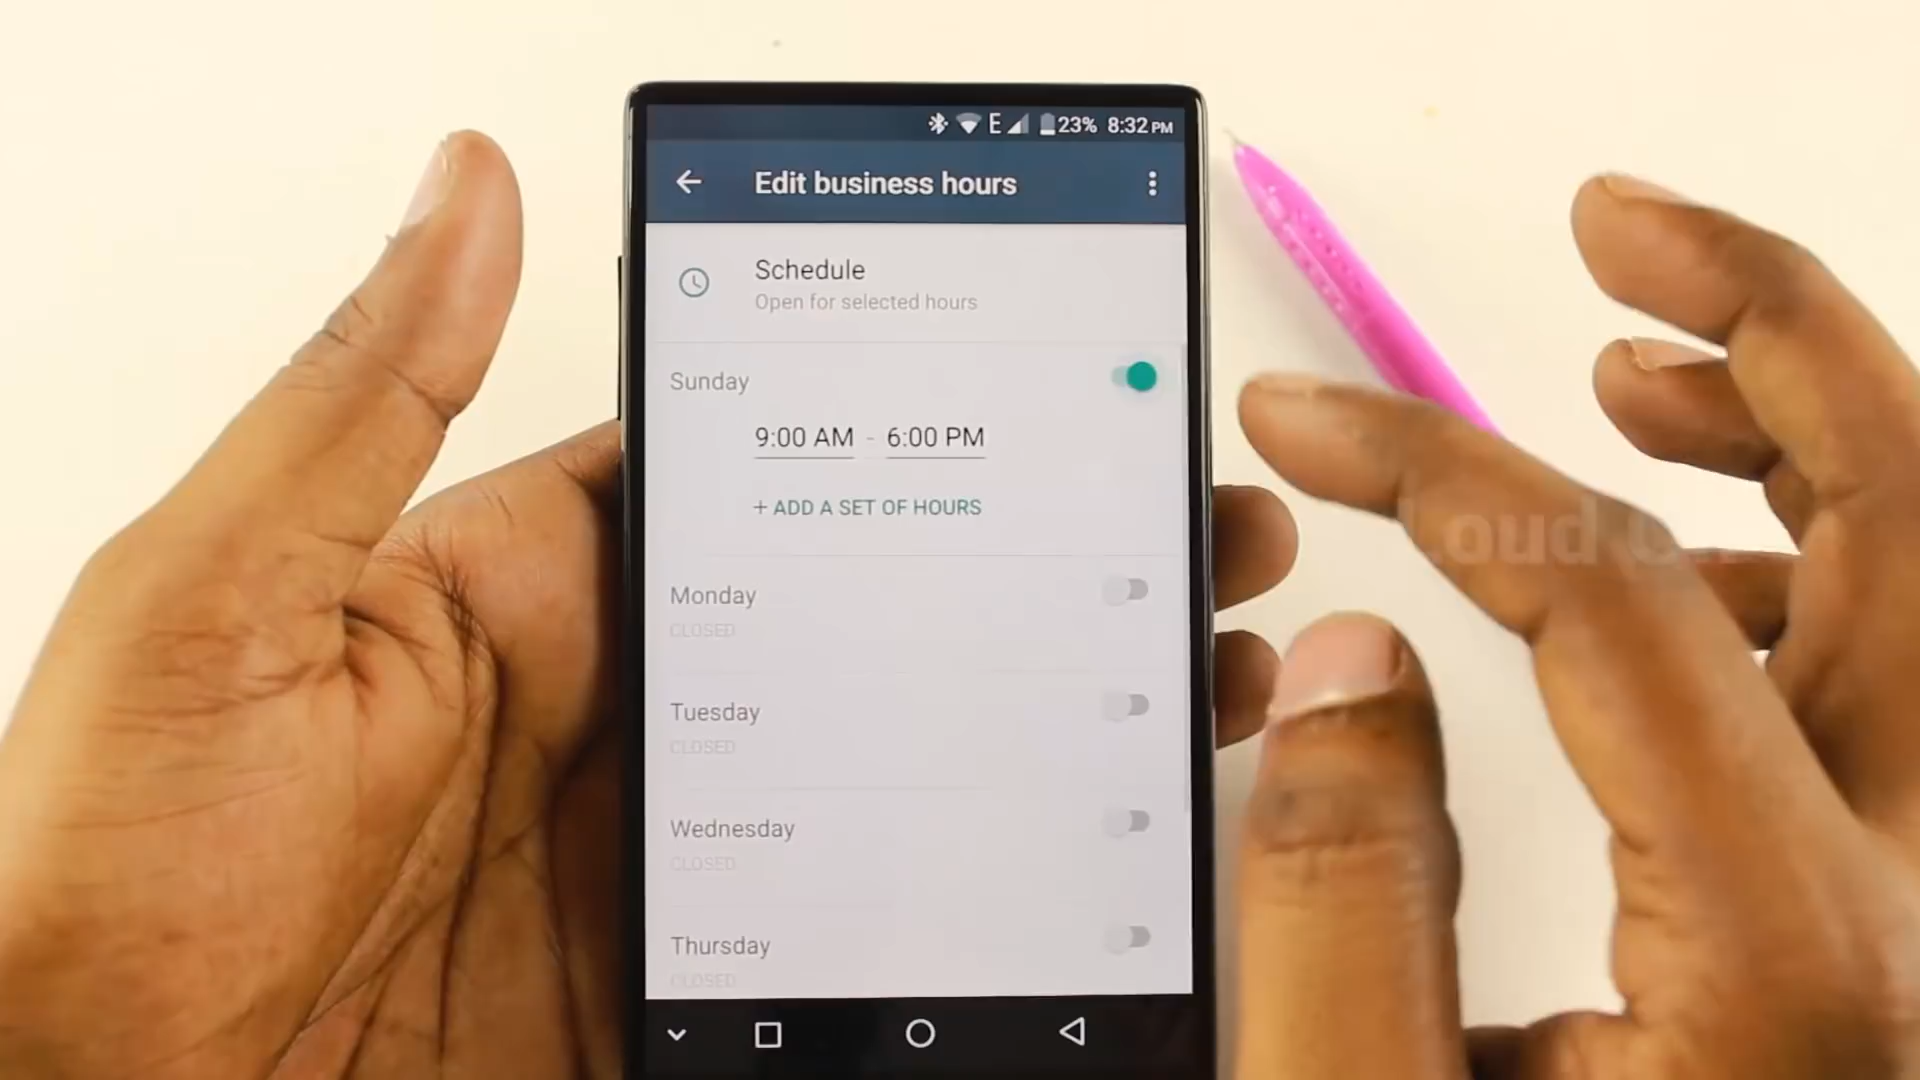 E 23% 8:32 PM
Edit business hours
Schedule
Open for selected hours
Sunday
9:00 AM - 6:00 PM
+ ADD A SET OF HOURS
Monday
CLOSED
Tuesday
CLOSED
Wednesday
CLOSED
Thursday
CLOSED